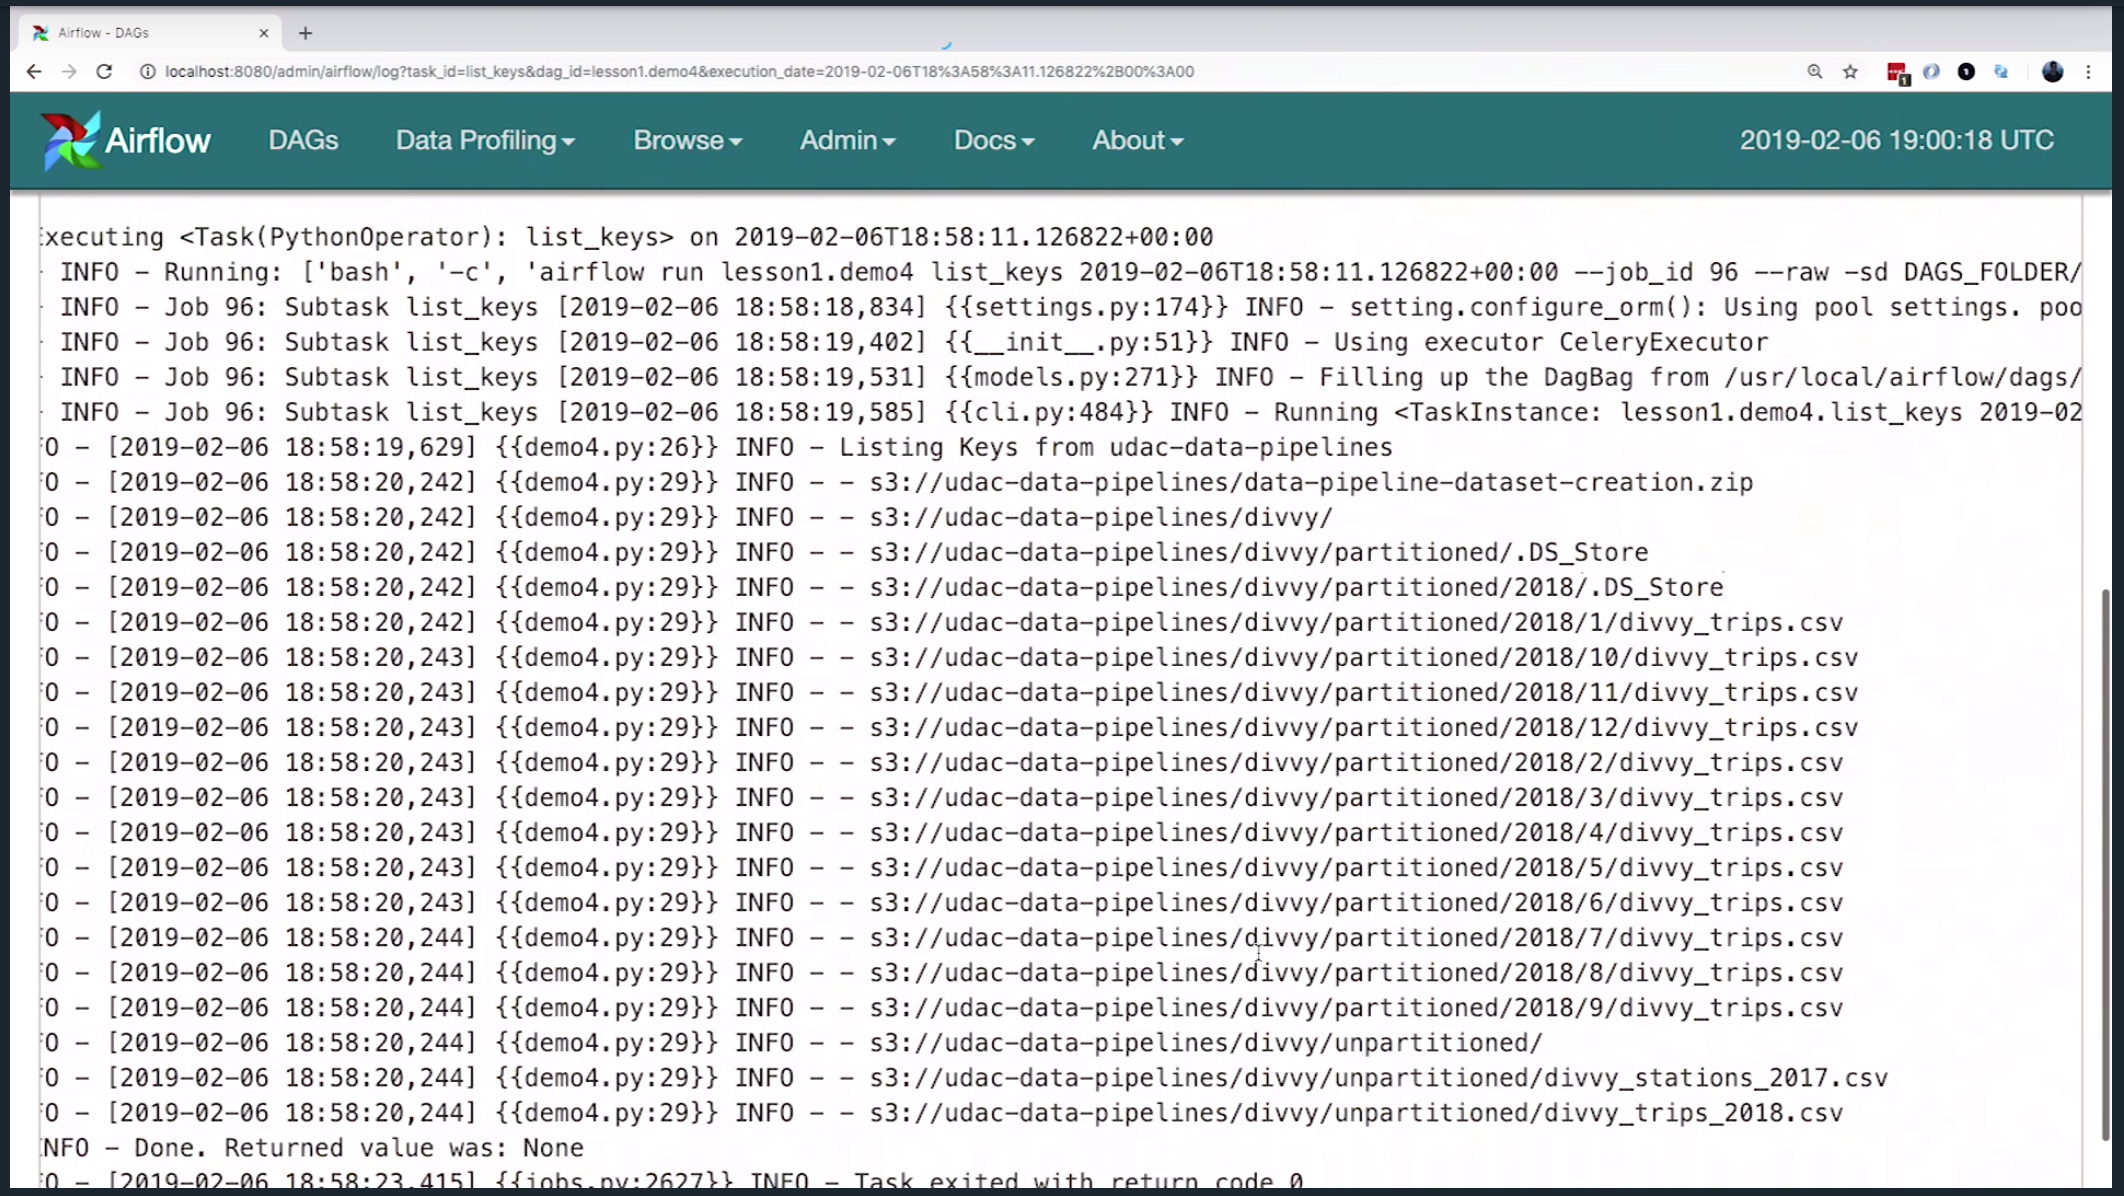 Airflow - DAGs
localhost:8080/admin/airflow/log?task_id=list_keys&dag_id=lesson1.demo4&execution_date=2019-02-06T18%3A58%3A11.126822%2B00%3A00
Airflow DAGs Data Profiling Browse Admin Docs About 2019-02-06 19:00:18 UTC
Executing <Task(PythonOperator): list_keys> on 2019-02-06T18:58:11.126822+00:00
- INFO - Running: ['bash', '-c', 'airflow run lesson1.demo4 list_keys 2019-02-06T18:58:11.126822+00:00 --job_id 96 --raw -sd DAGS_FOLDER/
- INFO - Job 96: Subtask list_keys [2019-02-06 18:58:18,834] {{settings.py:174}} INFO - setting.configure_orm(): Using pool settings. poo
- INFO - Job 96: Subtask list_keys [2019-02-06 18:58:19,402] {{__init__.py:51}} INFO - Using executor CeleryExecutor
- INFO - Job 96: Subtask list_keys [2019-02-06 18:58:19,531] {{models.py:271}} INFO - Filling up the DagBag from /usr/local/airflow/dags/
- INFO - Job 96: Subtask list_keys [2019-02-06 18:58:19,585] {{cli.py:484}} INFO - Running <TaskInstance: lesson1.demo4.list_keys 2019-02
FO - [2019-02-06 18:58:19,629] {{demo4.py:26}} INFO - Listing Keys from udac-data-pipelines
FO - [2019-02-06 18:58:20,242] {{demo4.py:29}} INFO - - s3://udac-data-pipelines/data-pipeline-dataset-creation.zip
FO - [2019-02-06 18:58:20,242] {{demo4.py:29}} INFO - - s3://udac-data-pipelines/divvy/
FO - [2019-02-06 18:58:20,242] {{demo4.py:29}} INFO - - s3://udac-data-pipelines/divvy/partitioned/.DS_Store
FO - [2019-02-06 18:58:20,242] {{demo4.py:29}} INFO - - s3://udac-data-pipelines/divvy/partitioned/2018/.DS_Store
FO - [2019-02-06 18:58:20,242] {{demo4.py:29}} INFO - - s3://udac-data-pipelines/divvy/partitioned/2018/1/divvy_trips.csv
FO - [2019-02-06 18:58:20,243] {{demo4.py:29}} INFO - - s3://udac-data-pipelines/divvy/partitioned/2018/10/divvy_trips.csv
FO - [2019-02-06 18:58:20,243] {{demo4.py:29}} INFO - - s3://udac-data-pipelines/divvy/partitioned/2018/11/divvy_trips.csv
FO - [2019-02-06 18:58:20,243] {{demo4.py:29}} INFO - - s3://udac-data-pipelines/divvy/partitioned/2018/12/divvy_trips.csv
FO - [2019-02-06 18:58:20,243] {{demo4.py:29}} INFO - - s3://udac-data-pipelines/divvy/partitioned/2018/2/divvy_trips.csv
FO - [2019-02-06 18:58:20,243] {{demo4.py:29}} INFO - - s3://udac-data-pipelines/divvy/partitioned/2018/3/divvy_trips.csv
FO - [2019-02-06 18:58:20,243] {{demo4.py:29}} INFO - - s3://udac-data-pipelines/divvy/partitioned/2018/4/divvy_trips.csv
FO - [2019-02-06 18:58:20,243] {{demo4.py:29}} INFO - - s3://udac-data-pipelines/divvy/partitioned/2018/5/divvy_trips.csv
FO - [2019-02-06 18:58:20,243] {{demo4.py:29}} INFO - - s3://udac-data-pipelines/divvy/partitioned/2018/6/divvy_trips.csv
FO - [2019-02-06 18:58:20,244] {{demo4.py:29}} INFO - - s3://udac-data-pipelines/divvy/partitioned/2018/7/divvy_trips.csv
FO - [2019-02-06 18:58:20,244] {{demo4.py:29}} INFO - - s3://udac-data-pipelines/divvy/partitioned/2018/8/divvy_trips.csv
FO - [2019-02-06 18:58:20,244] {{demo4.py:29}} INFO - - s3://udac-data-pipelines/divvy/partitioned/2018/9/divvy_trips.csv
FO - [2019-02-06 18:58:20,244] {{demo4.py:29}} INFO - - s3://udac-data-pipelines/divvy/unpartitioned/
FO - [2019-02-06 18:58:20,244] {{demo4.py:29}} INFO - - s3://udac-data-pipelines/divvy/unpartitioned/divvy_stations_2017.csv
FO - [2019-02-06 18:58:20,244] {{demo4.py:29}} INFO - - s3://udac-data-pipelines/divvy/unpartitioned/divvy_trips_2018.csv
INFO - Done. Returned value was: None
FO - [2019-02-06 18:58:23,415] {{jobs.py:2627}} INFO - Task exited with return code 0